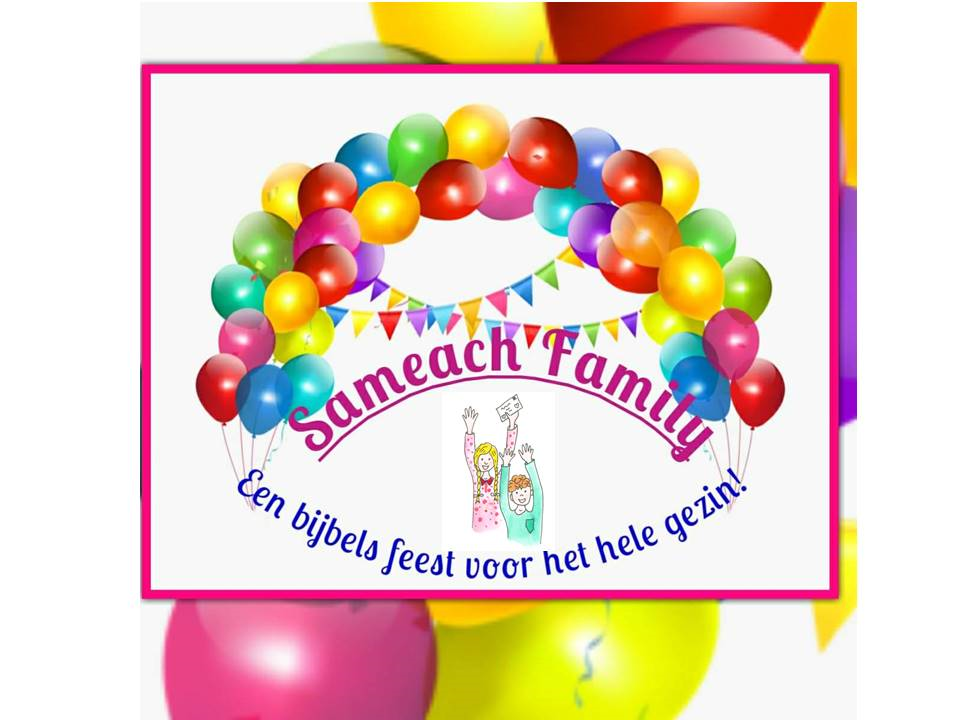 Sameach Family
Een bijbels feest voor het hele gezin!